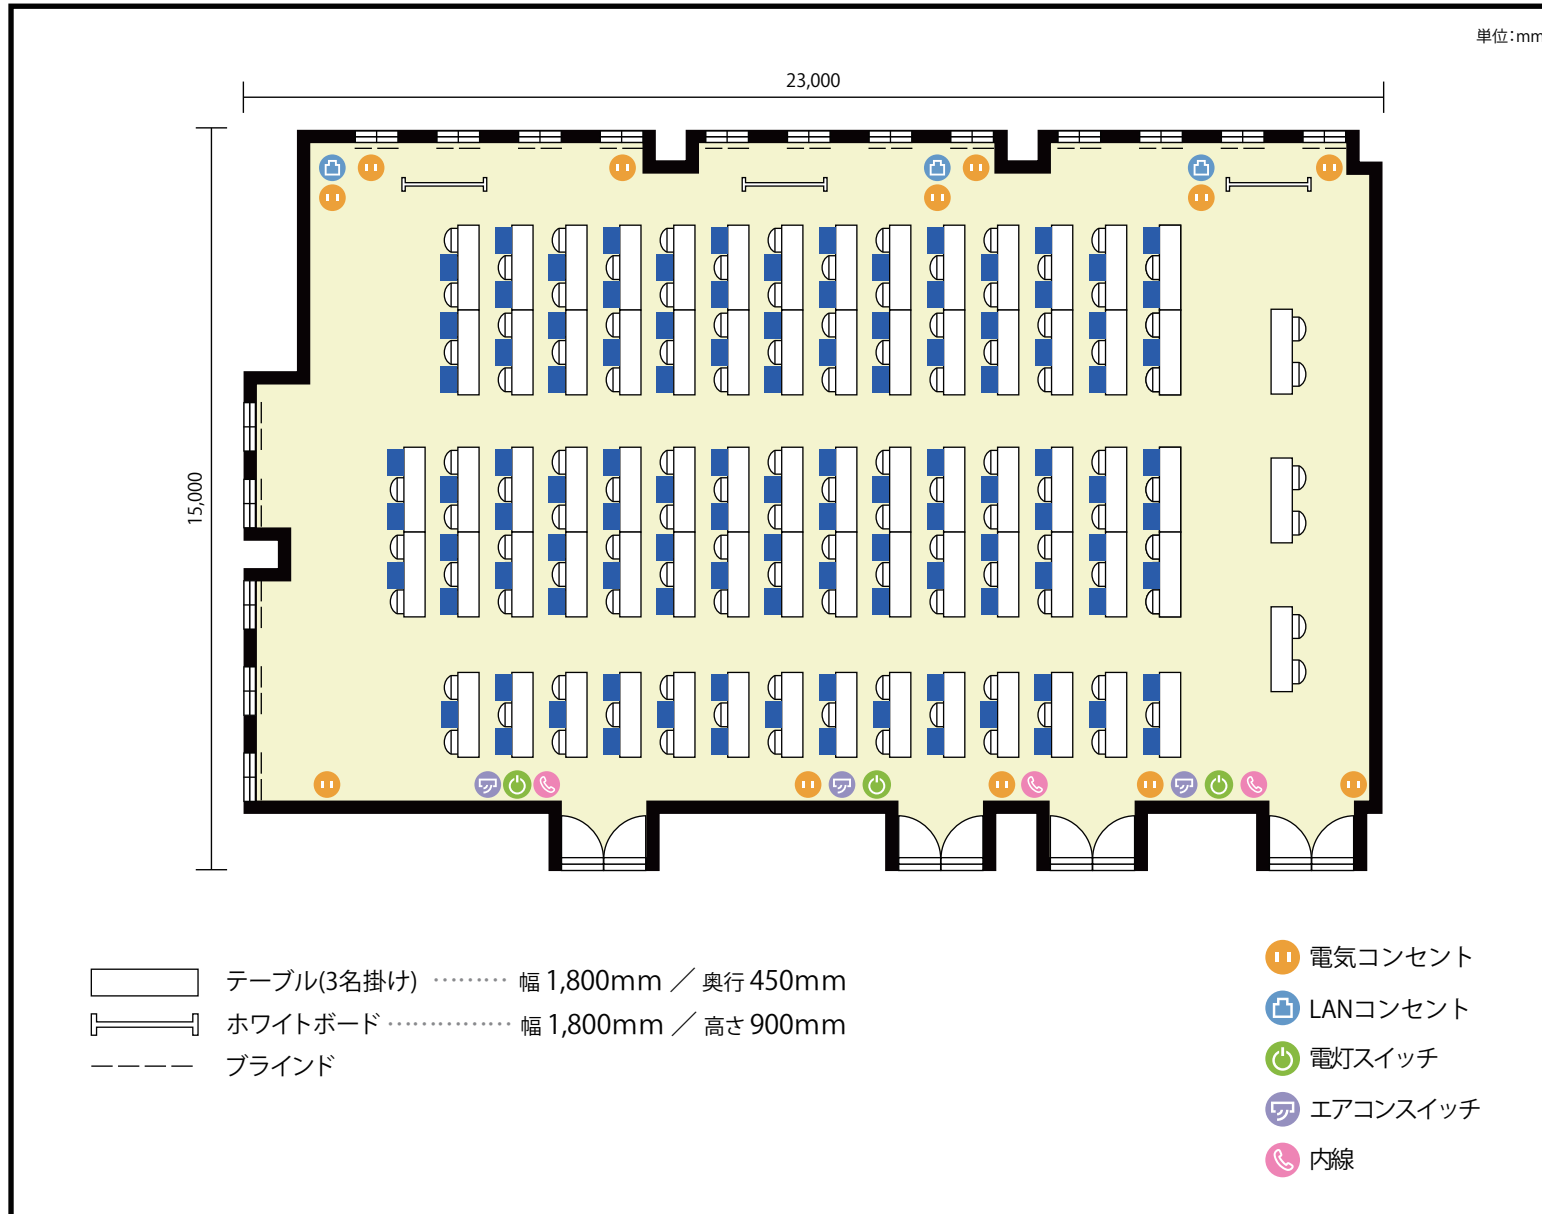 単位：mm
23,000
15,000
テーブル(3名掛け) ‥‥‥‥ 幅 1,800mm ／ 奥行 450mm
ホワイトボード ‥‥‥‥‥‥‥ 幅 1,800mm ／ 高さ 900mm
ブラインド
電気コンセント
LANコンセント
電灯スイッチ
エアコンスイッチ
内線